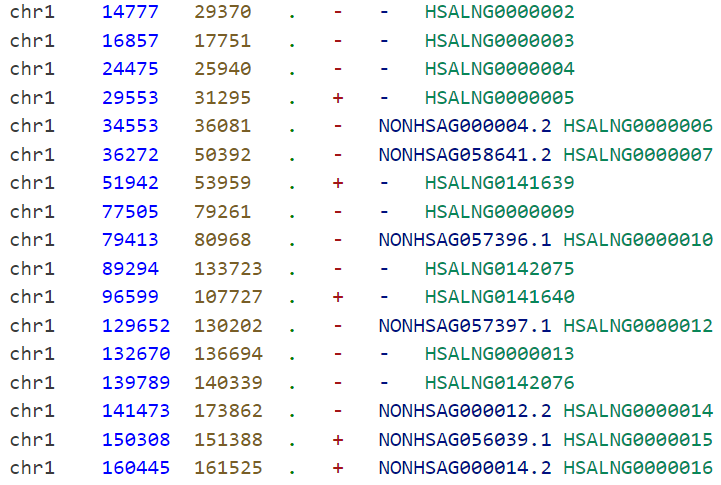 chr1 14777 29370 . - - HSALNG0000002
chr1 16857 17751 . - - HSALNG0000003
chr1 24475 25940 . - - HSALNG0000004
chr1 29553 31295 . + - HSALNG0000005
chr1 34553 36081 . - NONHSAG000004.2 HSALNG0000006
chr1 36272 50392 . - NONHSAG058641.2 HSALNG0000007
chr1 51942 53959 . + - HSALNG0141639
chr1 77505 79261 . - - HSALNG0000009
chr1 79413 80968 . - NONHSAG057396.1 HSALNG0000010
chr1 89294 133723 . - - HSALNG0142075
chr1 96599 107727 . + - HSALNG0141640
chr1 129652 130202 . - NONHSAG057397.1 HSALNG0000012
chr1 132670 136694 . - - HSALNG0000013
chr1 139789 140339 . - - HSALNG0142076
chr1 141473 173862 . - NONHSAG000012.2 HSALNG0000014
chr1 150308 151388 . + NONHSAG056039.1 HSALNG0000015
chr1 160445 161525 . + NONHSAG000014.2 HSALNG0000016